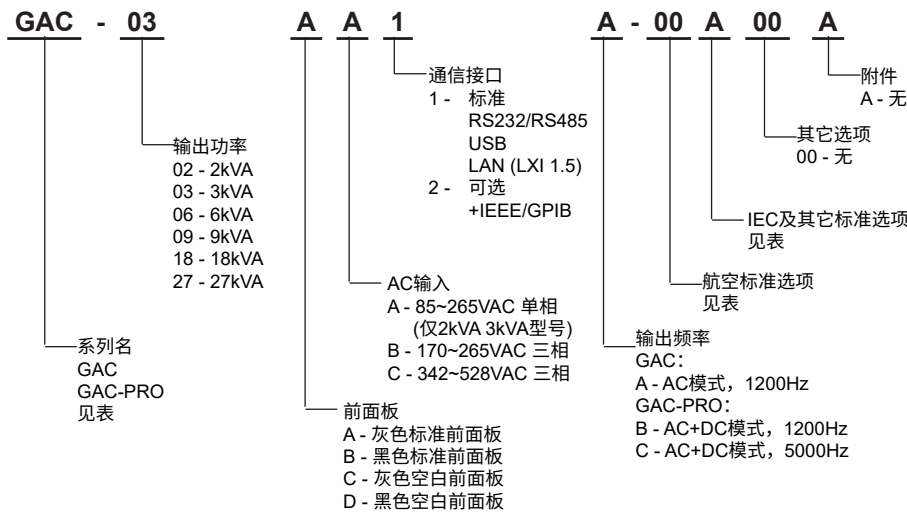 GAC - 03 A A 1 A - 00 A 00 A
通信接口
1 - 标准
RS232/RS485
USB
LAN (LXI 1.5)
2 - 可选
+IEEE/GPIB
附件
A - 无
其它选项
00 - 无
输出功率
02 - 2kVA
03 - 3kVA
06 - 6kVA
09 - 9kVA
18 - 18kVA
27 - 27kVA
IEC及其它标准选项
见表
AC输入
A - 85~265VAC 单相
(仅2kVA 3kVA型号)
B - 170~265VAC 三相
C - 342~528VAC 三相
航空标准选项
见表
系列名
GAC
GAC-PRO
见表
输出频率
GAC：
A - AC模式，1200Hz
GAC-PRO：
B - AC+DC模式，1200Hz
C - AC+DC模式，5000Hz
前面板
A - 灰色标准前面板
B - 黑色标准前面板
C - 灰色空白前面板
D - 黑色空白前面板